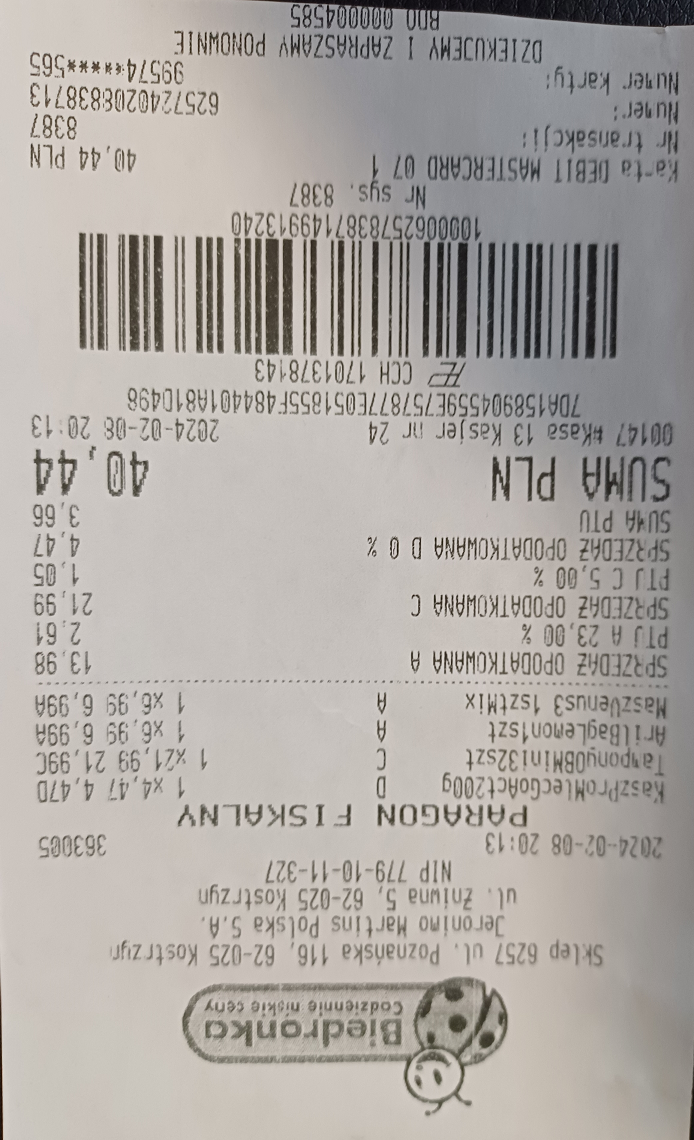 Biedronka
Codziennie niskie ceny
Sklep 6257 ul. Poznańska 116, 62-025 Kostrzyn
Jeronimo Martins Polska S.A.
ul. Żniwna 5, 62-025 Kostrzyn
NIP 779-10-11-327
2024-02-08 20:13 363005
PARAGON FISKALNY
KaszProMlecGoAct200g D 1 x4,47 4,47D
TamponyOBMini32szt C 1 x21,99 21,99C
ArilBagLemon1szt A 1 x6,99 6,99A
MaszVenus3 1sztMix A 1 x6,99 6,99A
SPRZEDAŻ OPODATKOWANA A 13,98
PTU A 23,00 % 2,61
SPRZEDAŻ OPODATKOWANA C 21,99
PTU C 5,00 % 1,05
SPRZEDAŻ OPODATKOWANA D 0 % 4,47
SUMA PTU 3,66
SUMA PLN 40,44
00147 #Kasa 13 Kasjer nr 24 2024-02-08 20:13
7DA158904559E757877E051855F484401A81D498
CCH 1701378143
1000062578387149913240
Nr sys. 8387
Karta DEBIT MASTERCARD 07 1 40,44 PLN
Nr transakcji: 8387
Numer: 6257240208838713
Numer karty: 99574*****565
DZIEKUJEMY I ZAPRASZAMY PONOWNIE
BDO 000004585